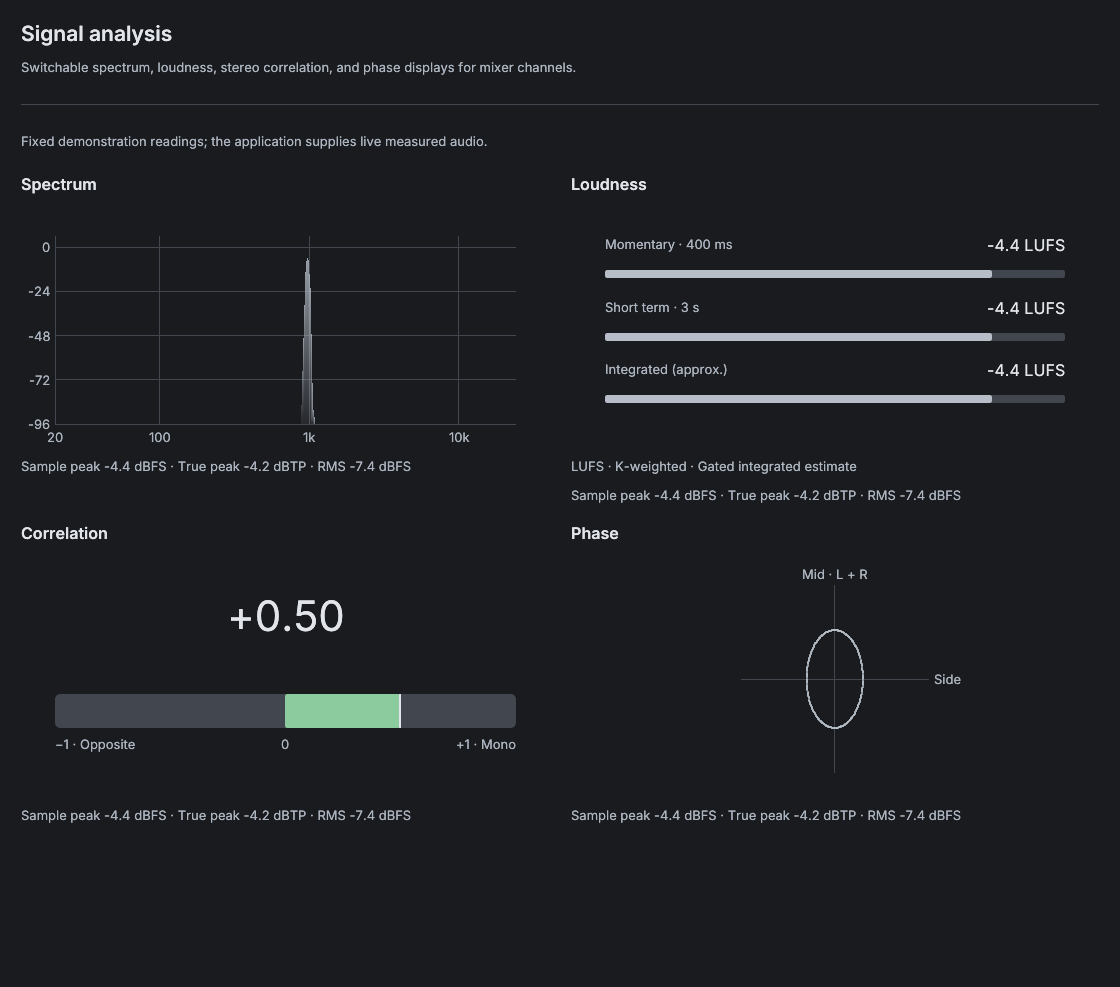 Signal analysis
Switchable spectrum, loudness, stereo correlation, and phase displays for mixer channels.
Fixed demonstration readings; the application supplies live measured audio.
Spectrum
0
-24
-48
-72
-96
20 100 1k 10k
Sample peak -4.4 dBFS · True peak -4.2 dBTP · RMS -7.4 dBFS
Loudness
Momentary · 400 ms -4.4 LUFS
Short term · 3 s -4.4 LUFS
Integrated (approx.) -4.4 LUFS
LUFS · K-weighted · Gated integrated estimate
Sample peak -4.4 dBFS · True peak -4.2 dBTP · RMS -7.4 dBFS
Correlation
+0.50
−1 · Opposite 0 +1 · Mono
Sample peak -4.4 dBFS · True peak -4.2 dBTP · RMS -7.4 dBFS
Phase
Mid · L + R
Side
Sample peak -4.4 dBFS · True peak -4.2 dBTP · RMS -7.4 dBFS